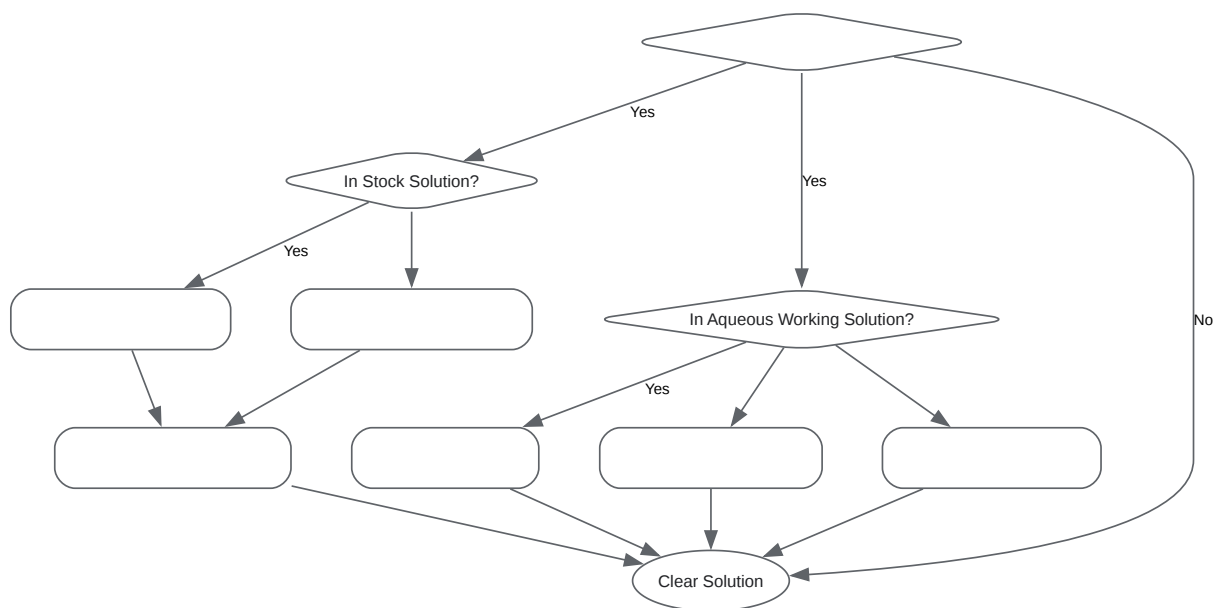 Yes
In Stock Solution?
Yes
Yes
In Aqueous Working Solution?
No
Yes
Clear Solution